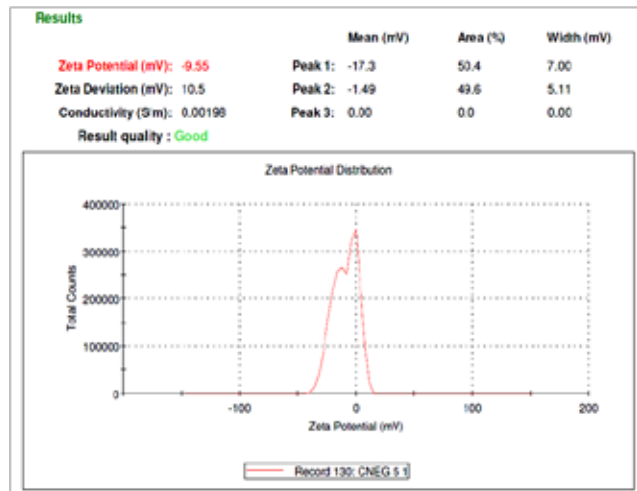 Results
Mean (mV) Area (%) Width (mV)
Zeta Potential (mV): -9.55 Peak 1: -17.3 50.4 7.00
Zeta Deviation (mV): 10.5 Peak 2: -1.49 49.6 5.11
Conductivity (S/m): 0.00198 Peak 3: 0.00 0.0 0.00
Result quality : Good
Zeta Potential Distribution
400000
300000
200000
100000
0
Total Counts
-100 0 100 200
Zeta Potential (mV)
Record 130: CNEG 5 1